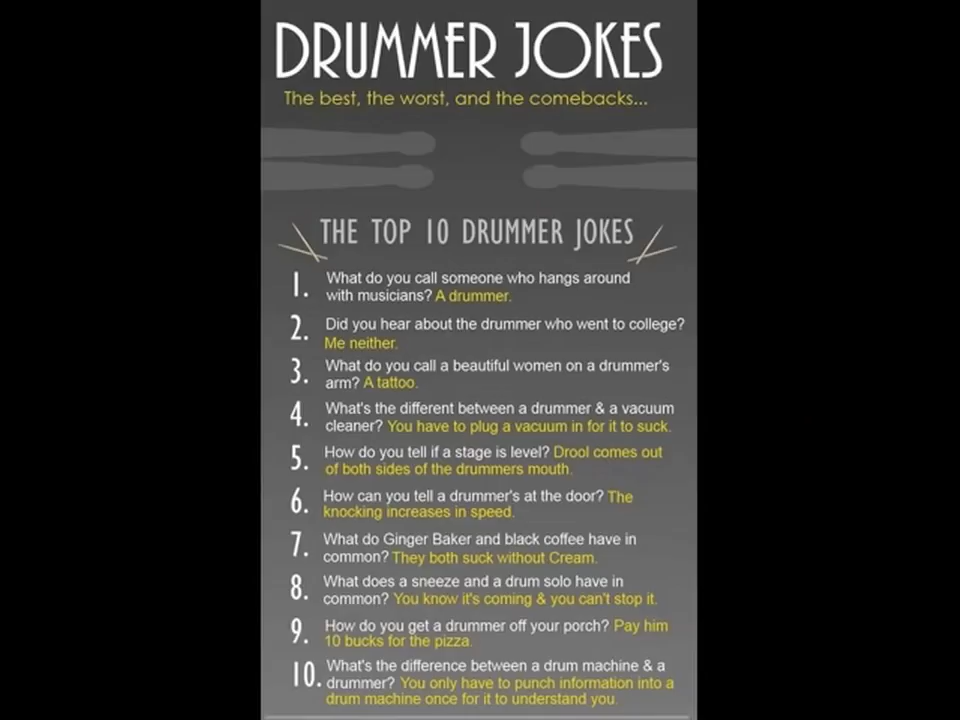 DRUMMER JOKES
The best, the worst, and the comebacks...
THE TOP 10 DRUMMER JOKES
1. What do you call someone who hangs around
with musicians? A drummer.
2. Did you hear about the drummer who went to college?
Me neither.
3. What do you call a beautiful women on a drummer's
arm? A tattoo.
4. What's the different between a drummer & a vacuum
cleaner? You have to plug a vacuum in for it to suck.
5. How do you tell if a stage is level? Drool comes out
of both sides of the drummers mouth.
6. How can you tell a drummer's at the door? The
knocking increases in speed.
7. What do Ginger Baker and black coffee have in
common? They both suck without Cream.
8. What does a sneeze and a drum solo have in
common? You know it's coming & you can't stop it.
9. How do you get a drummer off your porch? Pay him
10 bucks for the pizza.
10. What's the difference between a drum machine & a
drummer? You only have to punch information into a
drum machine once for it to understand you.